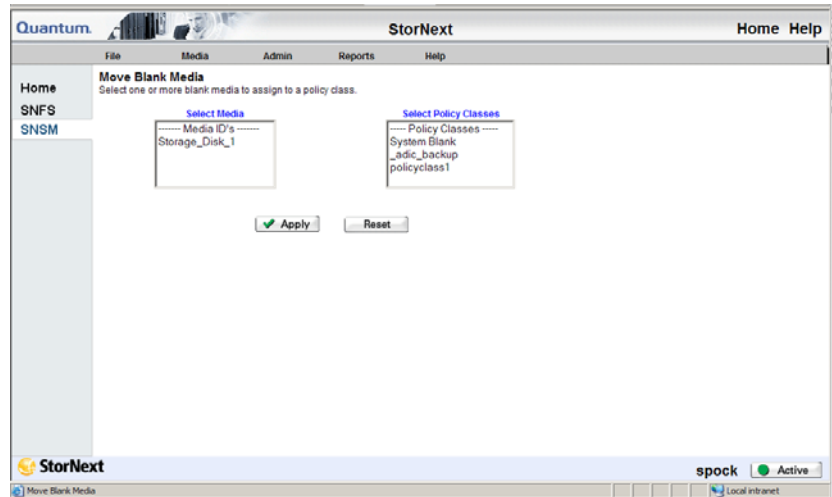 Quantum. StorNext Home Help
File Media Admin Reports Help
Home
SNFS
SNSM
Move Blank Media
Select one or more blank media to assign to a policy class.
Select Media
------ Media ID's -------
Storage_Disk_1
Select Policy Classes
----- Policy Classes -----
System Blank
_adic_backup
policyclass1
Apply Reset
StorNext spock Active
Move Blank Media Local intranet